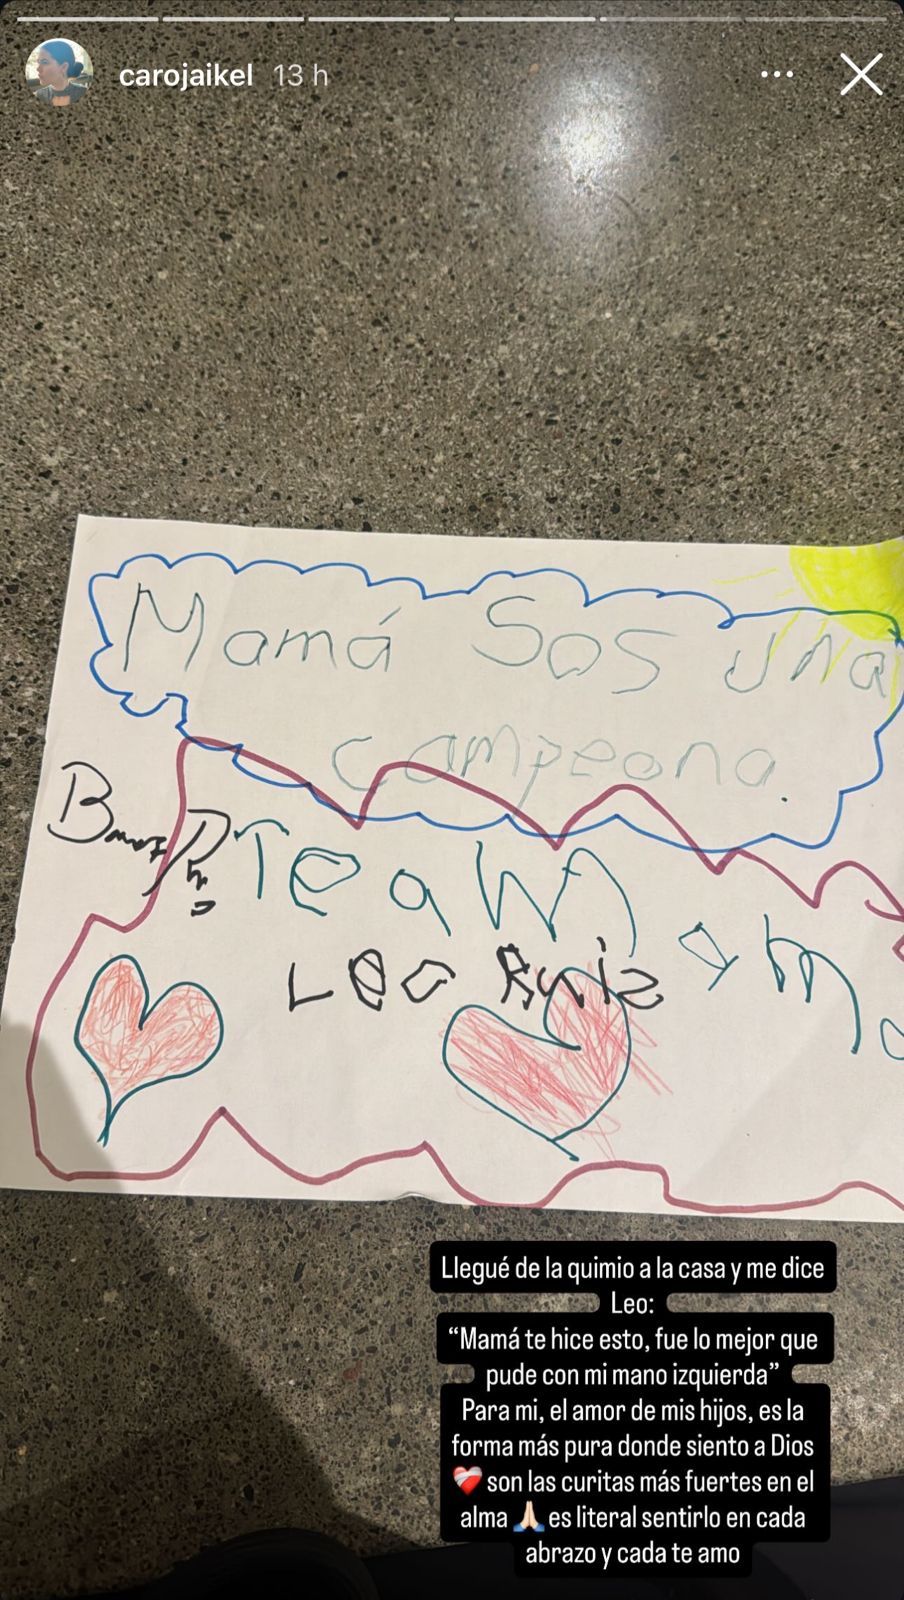 carojaikel 13 h
Mamá Sos una
campeona.
Team
Leo Ruiz
Llegué de la quimio a la casa y me dice
Leo:
“Mamá te hice esto, fue lo mejor que
pude con mi mano izquierda”
Para mi, el amor de mis hijos, es la
forma más pura donde siento a Dios
❤️‍🩹 son las curitas más fuertes en el
alma 🙏🏻 es literal sentirlo en cada
abrazo y cada te amo